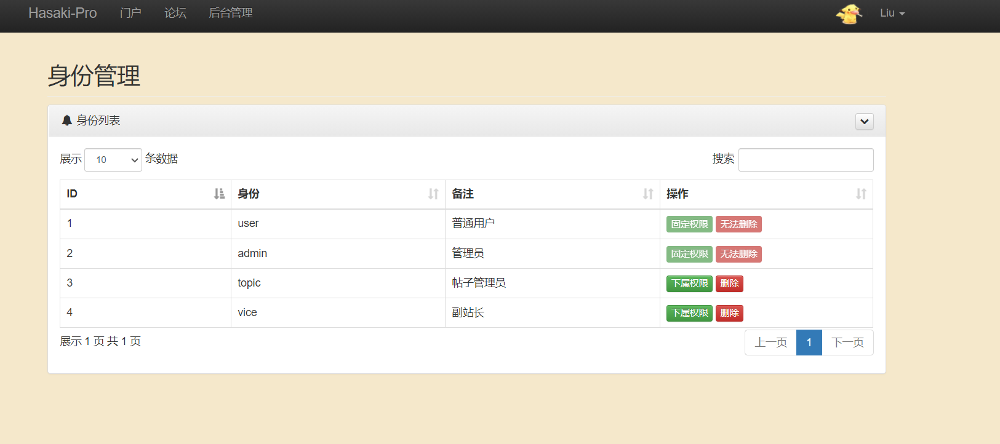 Hasaki-Pro 门户 论坛 后台管理 Liu
身份管理
身份列表
展示 10 条数据 搜索
ID 身份 备注 操作
1 user 普通用户 固定权限 无法删除
2 admin 管理员 固定权限 无法删除
3 topic 帖子管理员 下属权限 删除
4 vice 副站长 下属权限 删除
展示 1 页 共 1 页 上一页 1 下一页